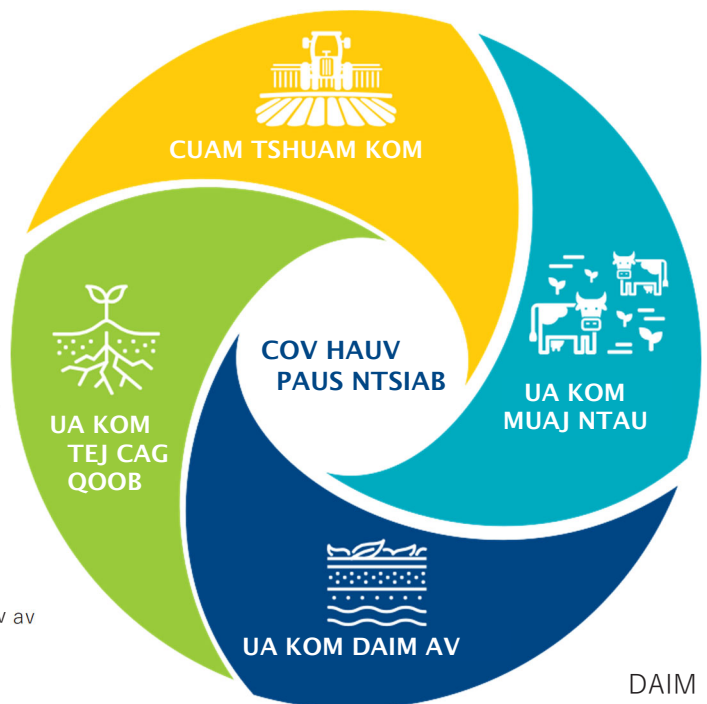 CUAM TSHUAM KOM
COV HAUV
PAUS NTSIAB
UA KOM
MUAJ NTAU
UA KOM
TEJ CAG
QOOB
av
UA KOM DAIM AV
DAIM